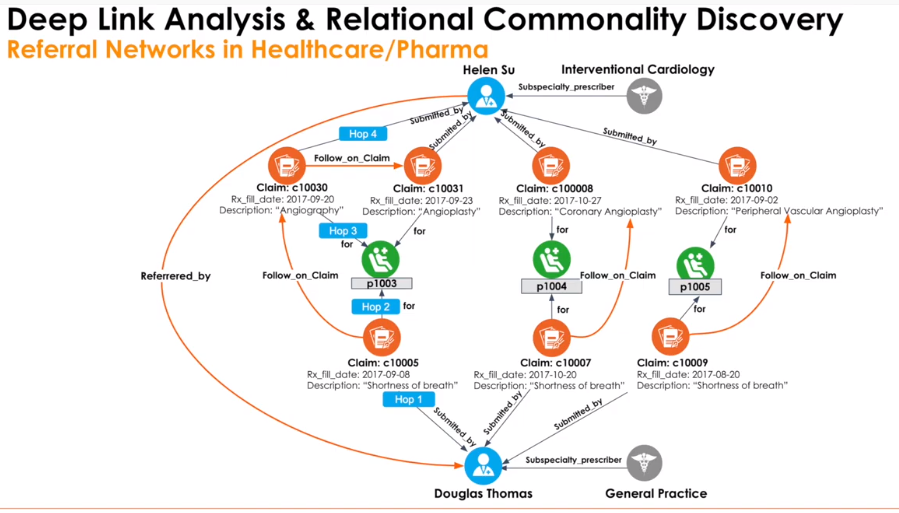 Deep Link Analysis & Relational Commonality Discovery
Referral Networks in Healthcare/Pharma
Helen Su
Interventional Cardiology
Subspecialty_prescriber
Submitted_by
Submitted_by
Submitted_by
Submitted_by
Hop 4
Follow_on_Claim
Claim: c10030
Rx_fill_date: 2017-09-20
Description: "Angiography"
Claim: c10031
Rx_fill_date: 2017-09-23
Description: "Angioplasty"
Claim: c100008
Rx_fill_date: 2017-10-27
Description: "Coronary Angioplasty"
Claim: c10010
Rx_fill_date: 2017-09-02
Description: "Peripheral Vascular Angioplasty"
Hop 3
for
for
for
for
Referrered_by
Follow_on_Claim
Follow_on_Claim
Follow_on_Claim
p1003
p1004
p1005
Hop 2
for
for
for
Claim: c10005
Rx_fill_date: 2017-09-08
Description: "Shortness of breath"
Claim: c10007
Rx_fill_date: 2017-10-20
Description: "Shortness of breath"
Claim: c10009
Rx_fill_date: 2017-08-20
Description: "Shortness of breath"
Hop 1
Submitted_by
Submitted_by
Submitted_by
Subspecialty_prescriber
Douglas Thomas
General Practice